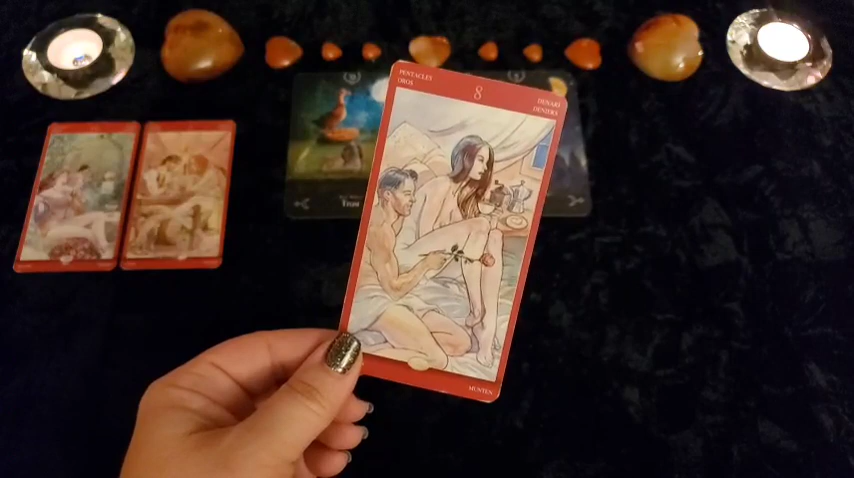 PENTACLES
OROS
8
DENARI
DENIERS
MUNTEN